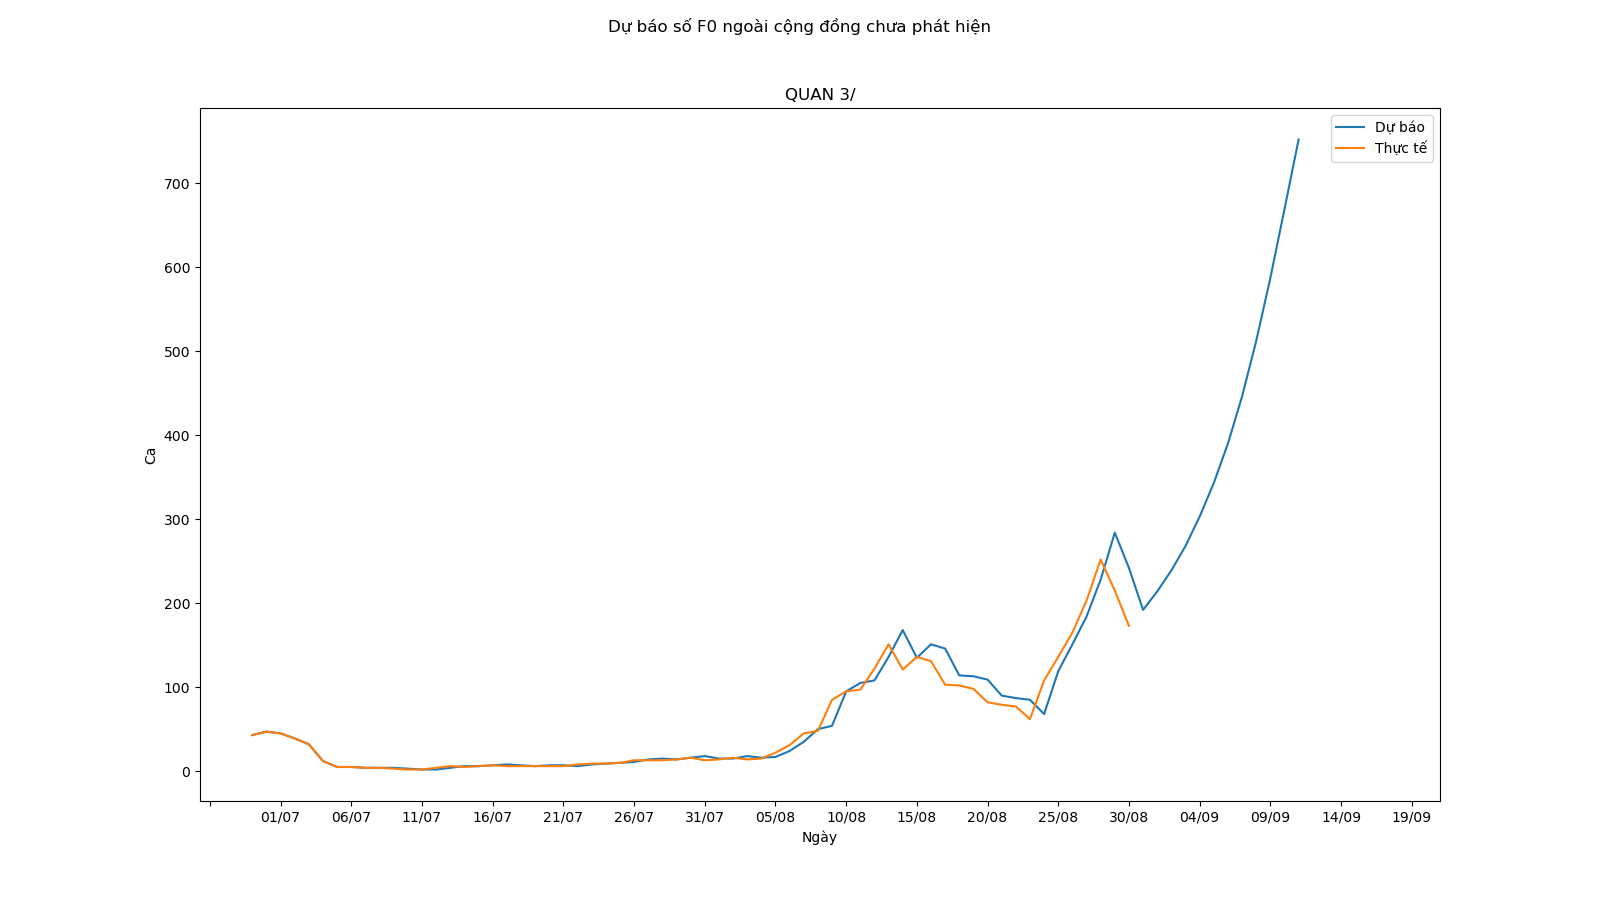 Dự báo số F0 ngoài cộng đồng chưa phát hiện
QUAN 3/
Dự báo
Thực tế
700
600
500
400
300
200
100
0
Ca
01/07 06/07 11/07 16/07 21/07 26/07 31/07 05/08 10/08 15/08 20/08 25/08 30/08 04/09 09/09 14/09 19/09
Ngày